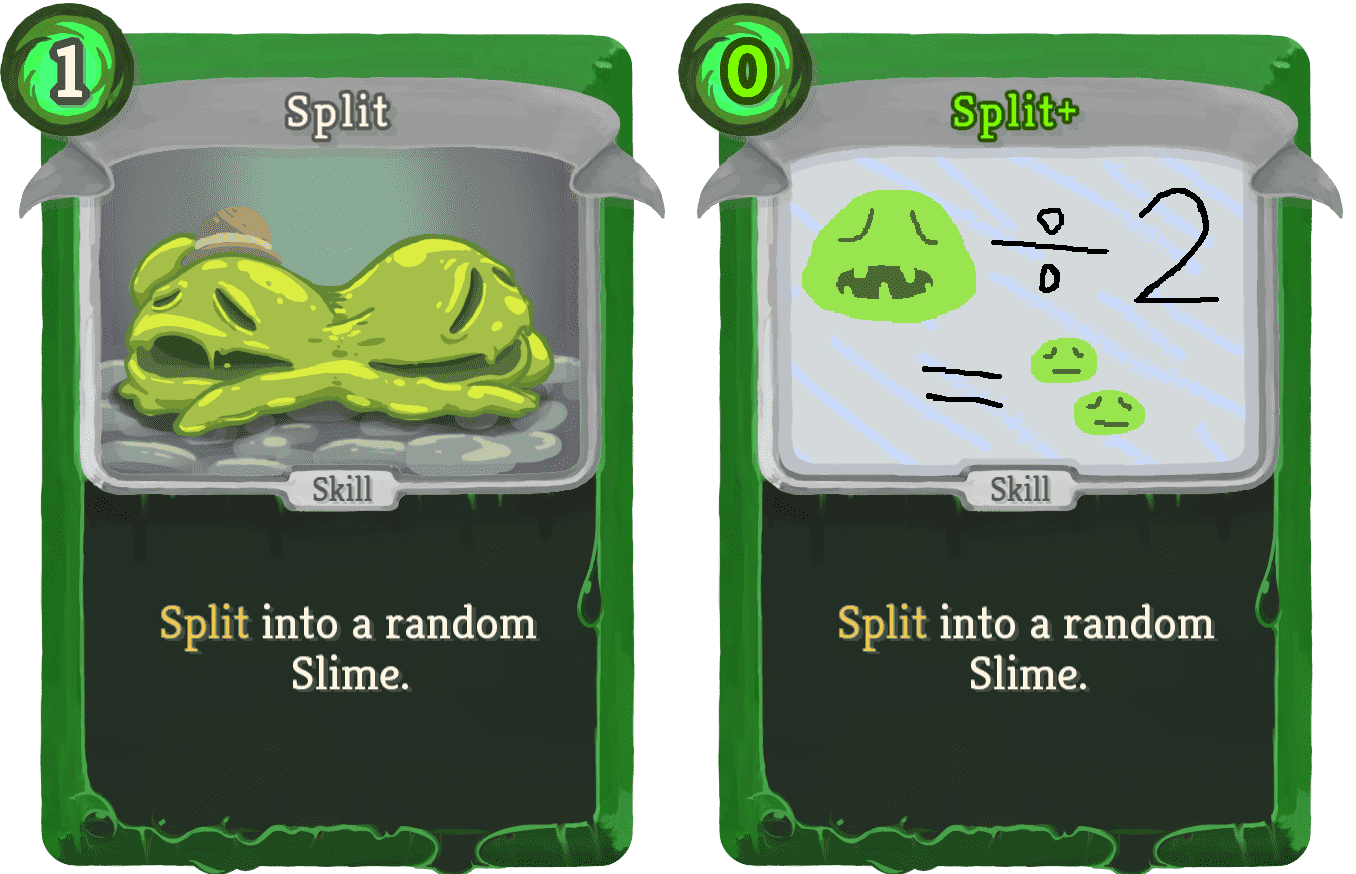 1
Split
Skill
Split into a random
Slime.
0
Split+
÷ 2
=
Skill
Split into a random
Slime.